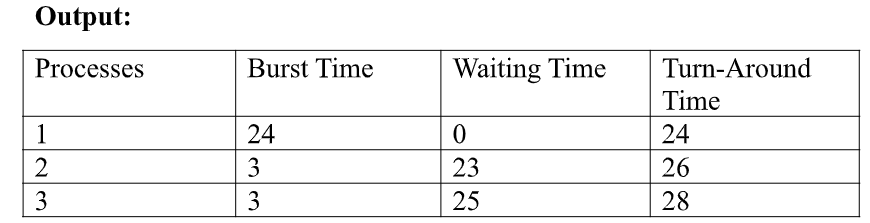 Output:
Processes Burst Time Waiting Time Turn-Around
Time
1 24 0 24
2 3 23 26
3 3 25 28